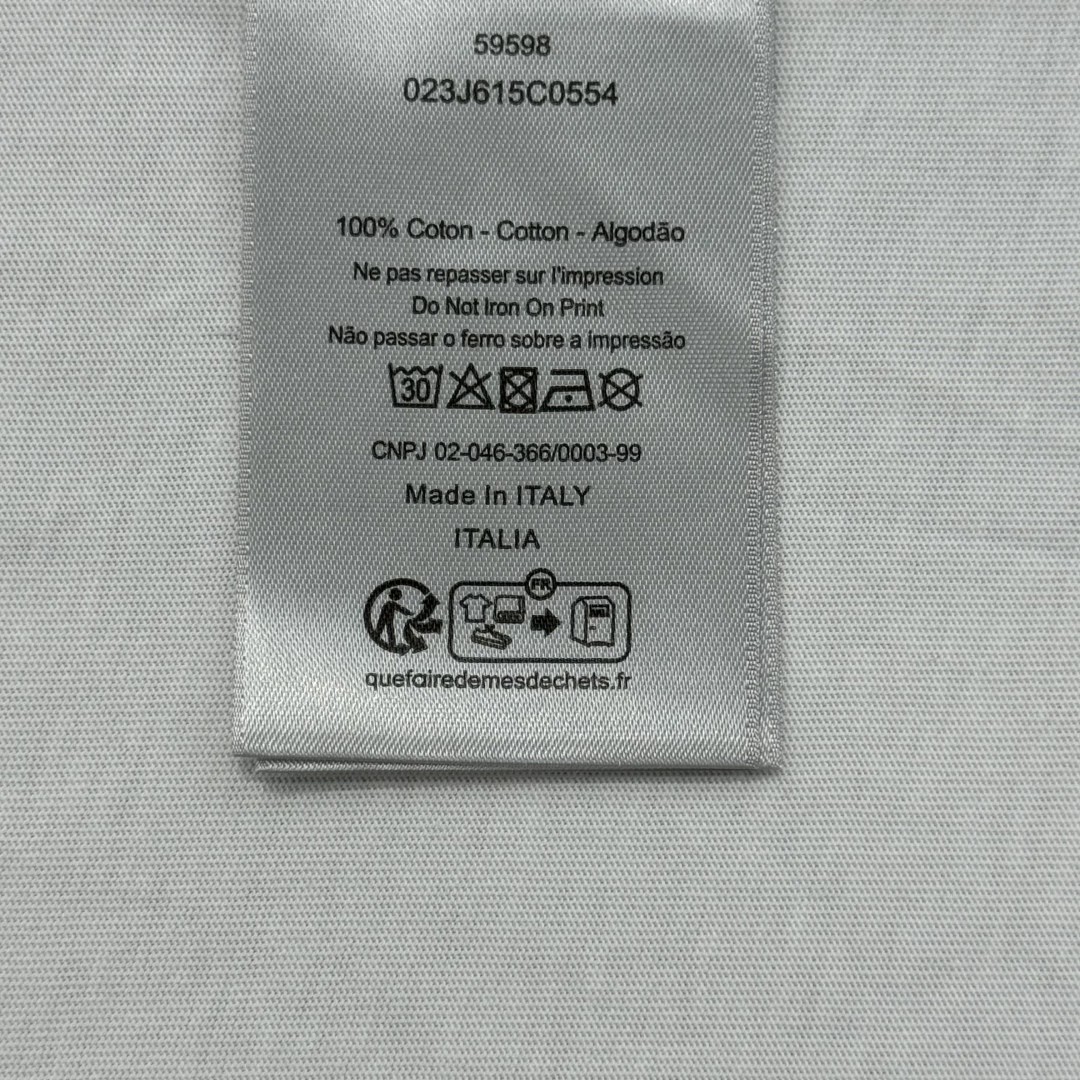 59598
023J615C0554
100% Coton - Cotton - Algodão
Ne pas repasser sur l'impression
Do Not Iron On Print
Não passar o ferro sobre a impressão
30
CNPJ 02-046-366/0003-99
Made In ITALY
ITALIA
FR
quefairedemesdechets.fr